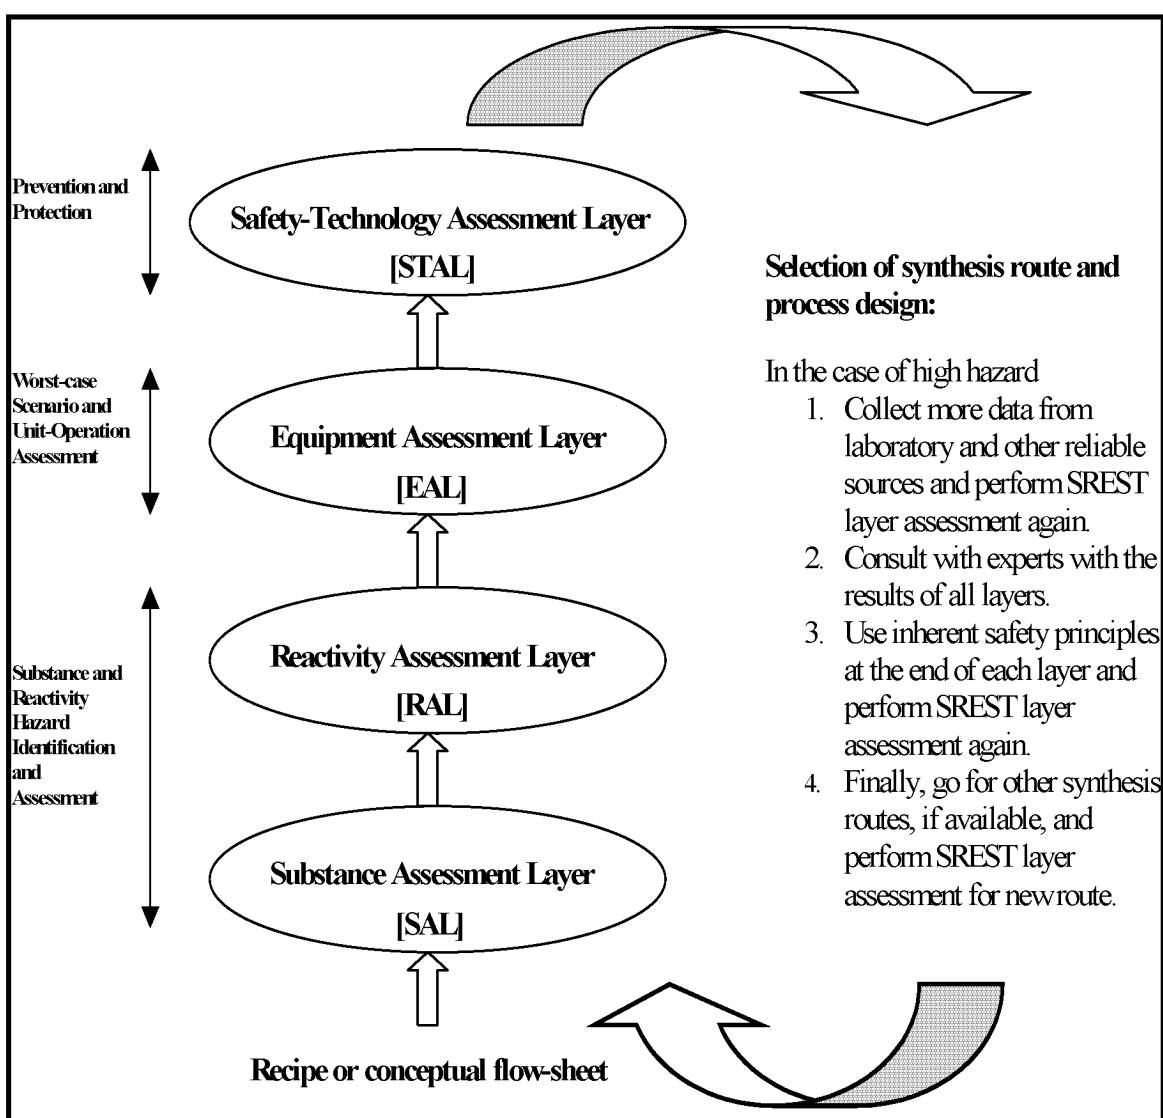 Prevention and
Protection
Safety-Technology Assessment Layer
[STAL]
Worst-case
Scenario and
Unit-Operation
Assessment
Equipment Assessment Layer
[EAL]
Substance and
Reactivity
Hazard
Identification
and
Assessment
Reactivity Assessment Layer
[RAL]
Substance Assessment Layer
[SAL]
Recipe or conceptual flow-sheet
Selection of synthesis route and
process design:
In the case of high hazard
1. Collect more data from
laboratory and other reliable
sources and perform SREST
layer assessment again.
2. Consult with experts with the
results of all layers.
3. Use inherent safety principles
at the end of each layer and
perform SREST layer
assessment again.
4. Finally, go for other synthesis
routes, if available, and
perform SREST layer
assessment for new route.